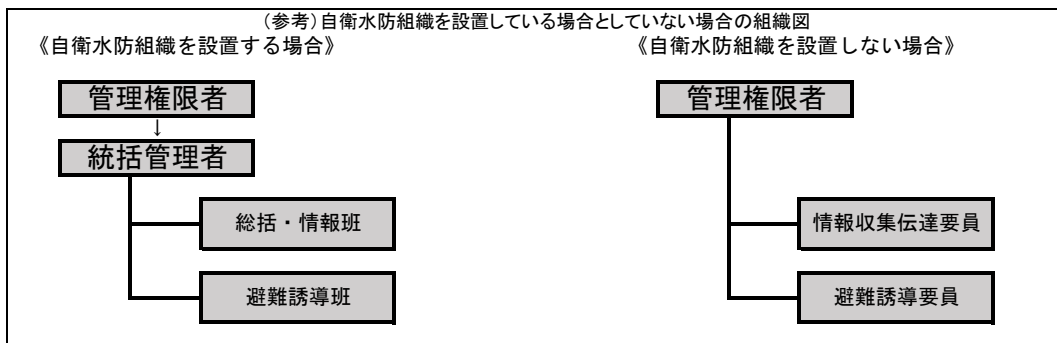 (参考)自衛水防組織を設置している場合としていない場合の組織図
《自衛水防組織を設置する場合》
管理権限者
↓
統括管理者
総括・情報班
避難誘導班
《自衛水防組織を設置しない場合》
管理権限者
情報収集伝達要員
避難誘導要員